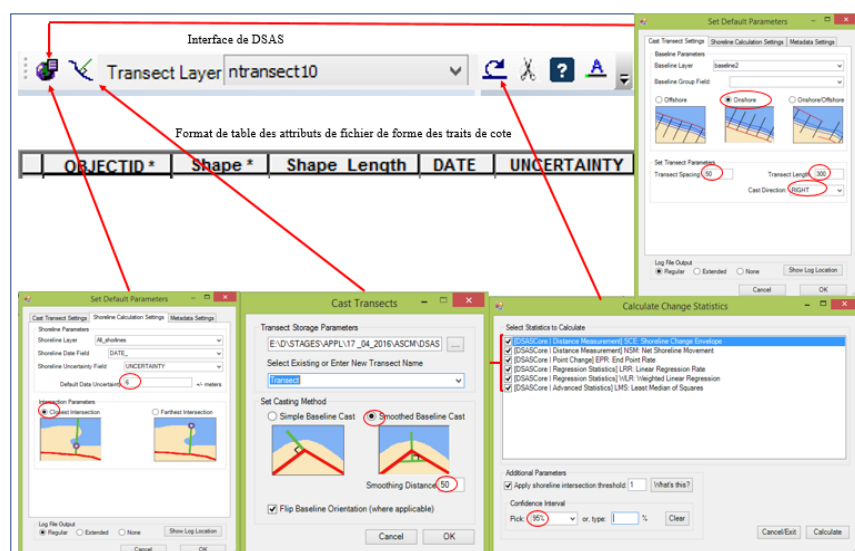 Interface de DSAS
Transect Layer ntransect10
Format de table des attributs de fichier de forme des traits de cote
OBJECTID * Shape * Shape_Length DATE UNCERTAINTY
Set Default Parameters
Cast Transect Settings Shoreline Calculation Settings Metadata Settings
Baseline Parameters
Baseline Layer baseline2
Baseline Group Field:
Offshore Onshore Onshore/Offshore
Set Transect Parameters
Transect Spacing: 50 Transect Length: 300
Cast Direction: RIGHT
Log File Output
Regular Extended None Show Log Location
Cancel OK
Set Default Parameters
Cast Transect Settings Shoreline Calculation Settings Metadata Settings
Shoreline Parameters
Shoreline Layer All_shorlines
Shoreline Date Field DATE_
Shoreline Uncertainty Field UNCERTAINTY
Default Data Uncertainty: 6 +/- meters
Intersection Parameters
Closest Intersection Farthest Intersection
Log File Output
Regular Extended None Show Log Location
Cancel OK
Cast Transects
Transect Storage Parameters
E:\D\STAGES\APPL\17_04_2016\ASCM\DSAS ...
Select Existing or Enter New Transect Name
Transect
Set Casting Method
Simple Baseline Cast Smoothed Baseline Cast
Smoothing Distance: 50
Flip Baseline Orientation (where applicable)
Cancel OK
Calculate Change Statistics
Select Statistics to Calculate
[DSASCore | Distance Measurement] SCE: Shoreline Change Envelope
[DSASCore | Distance Measurement] NSM: Net Shoreline Movement
[DSASCore | Point Change] EPR: End Point Rate
[DSASCore | Regression Statistics] LRR: Linear Regression Rate
[DSASCore | Regression Statistics] WLR: Weighted Linear Regression
[DSASCore | Advanced Statistics] LMS: Least Median of Squares
Additional Parameters
Apply shoreline intersection threshold: 1 What's this?
Confidence Interval
Pick: 95% or, type: % Clear
Cancel/Exit Calculate